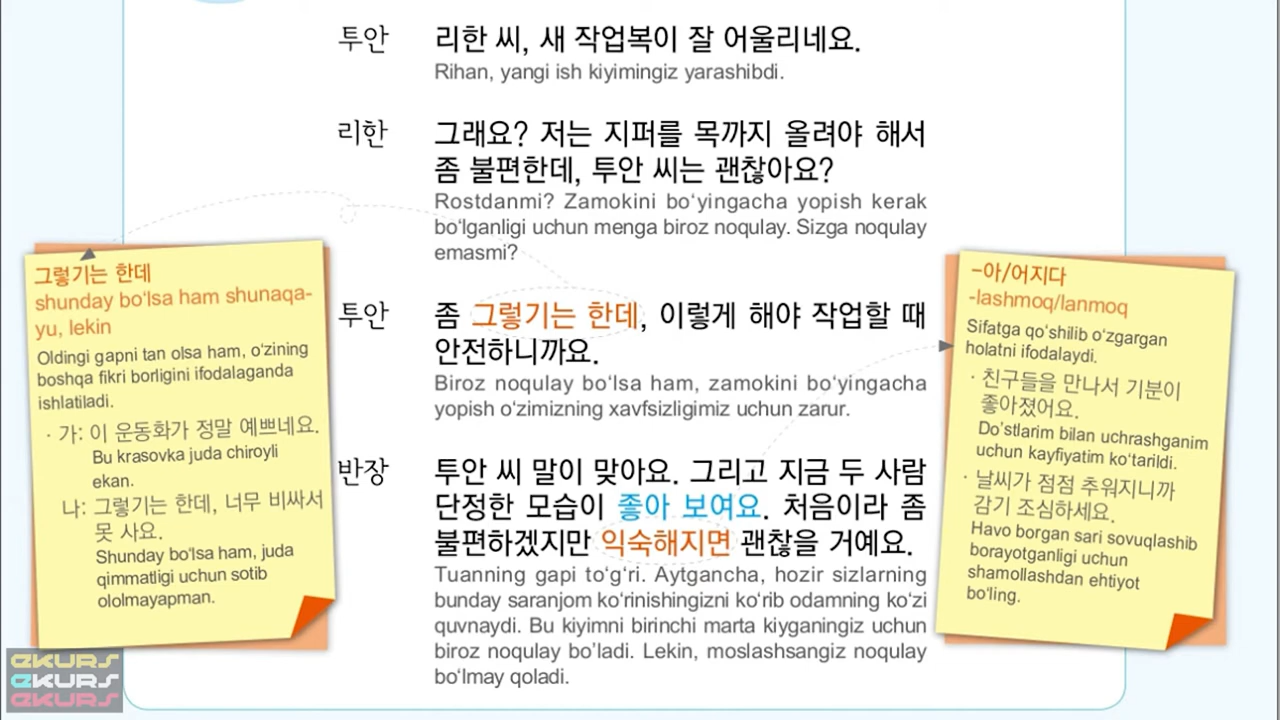 투안
리한 씨, 새 작업복이 잘 어울리네요.
Rihan, yangi ish kiyimingiz yarashibdi.
리한
그래요? 저는 지퍼를 목까지 올려야 해서
좀 불편한데, 투안 씨는 괜찮아요?
Rostdanmi? Zamokini bo‘yingacha yopish kerak
bo‘lganligi uchun menga biroz noqulay. Sizga noqulay
emasmi?
투안
좀 그렇기는 한데, 이렇게 해야 작업할 때
안전하니까요.
Biroz noqulay bo‘lsa ham, zamokini bo‘yingacha
yopish o‘zimizning xavfsizligimiz uchun zarur.
반장
투안 씨 말이 맞아요. 그리고 지금 두 사람
단정한 모습이 좋아 보여요. 처음이라 좀
불편하겠지만 익숙해지면 괜찮을 거예요.
Tuanning gapi to‘g‘ri. Aytgancha, hozir sizlarning
bunday saranjom ko‘rinishingizni ko‘rib odamning ko‘zi
quvnaydi. Bu kiyimni birinchi marta kiyganingiz uchun
biroz noqulay bo’ladi. Lekin, moslashsangiz noqulay
bo‘lmay qoladi.
그렇기는 한데
shunday bo‘lsa ham shunaqa-
yu, lekin
Oldingi gapni tan olsa ham, o‘zining
boshqa fikri borligini ifodalaganda
ishlatiladi.
· 가: 이 운동화가 정말 예쁘네요.
Bu krasovka juda chiroyli
ekan.
나: 그렇기는 한데, 너무 비싸서
못 사요.
Shunday bo‘lsa ham, juda
qimmatligi uchun sotib
ololmayapman.
–아/어지다
-lashmoq/lanmoq
Sifatga qo‘shilib o‘zgargan
holatni ifodalaydi.
· 친구들을 만나서 기분이
좋아졌어요.
Do’stlarim bilan uchrashganim
uchun kayfiyatim ko‘tarildi.
· 날씨가 점점 추워지니까
감기 조심하세요.
Havo borgan sari sovuqlashib
borayotganligi uchun
shamollashdan ehtiyot
bo‘ling.
EKURS
EKURS
EKURS